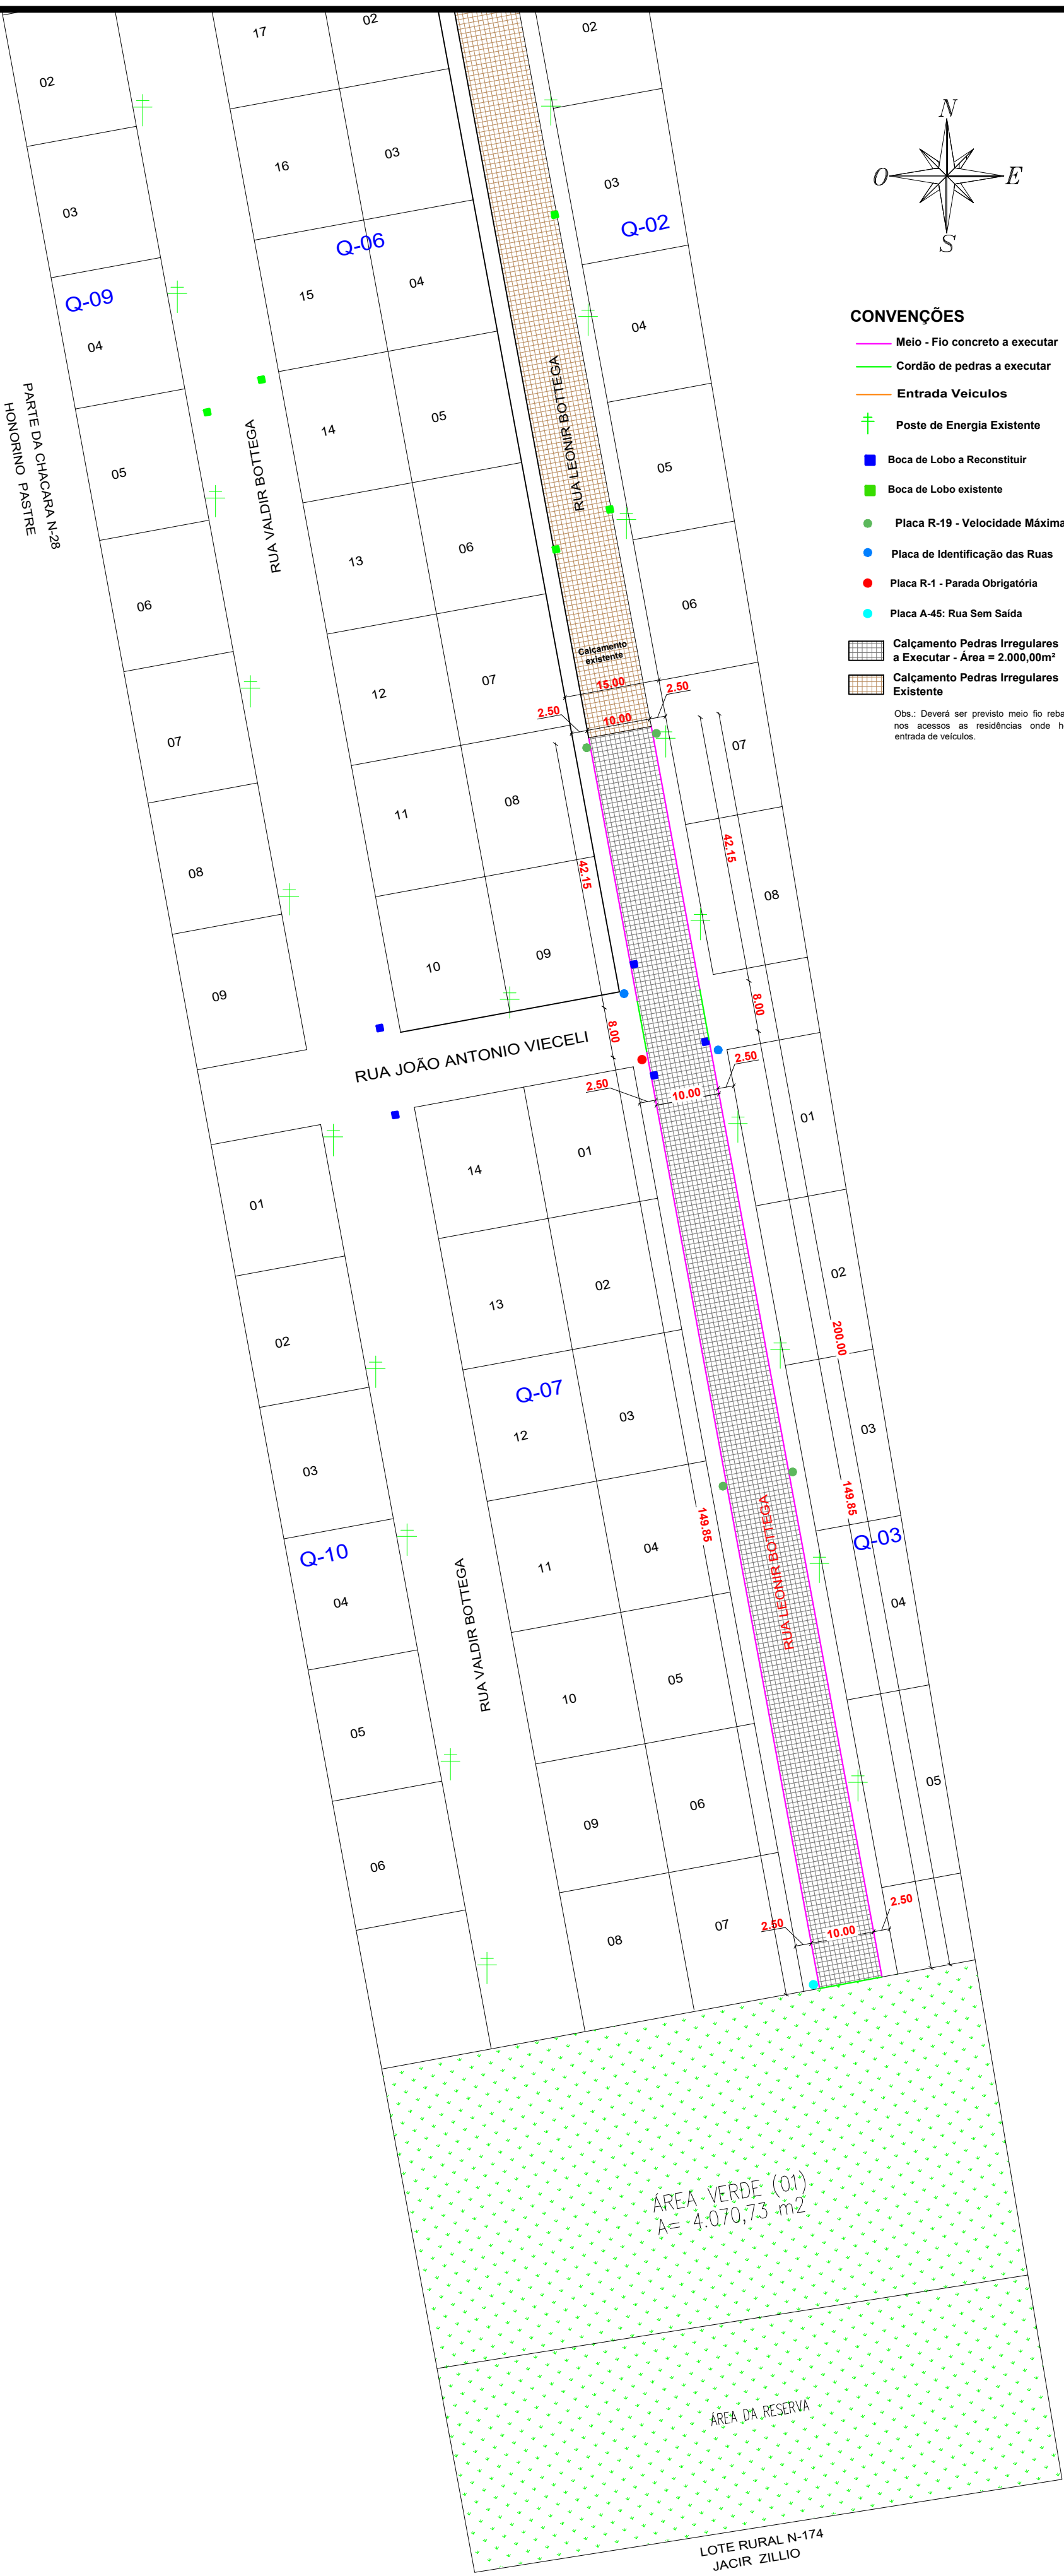 02
17
02
02
N
O
E
S
16
03
03
03
Q-02
Q-06
Q-09
15
04
04
04
CONVENÇÕES
Meio - Fio concreto a executar
Cordão de pedras a executar
Entrada Veiculos
Poste de Energia Existente
Boca de Lobo a Reconstituir
Boca de Lobo existente
Placa R-19 - Velocidade Máxima
Placa de Identificação das Ruas
Placa R-1 - Parada Obrigatória
Placa A-45: Rua Sem Saída
Calçamento Pedras Irregulares
a Executar - Área = 2.000,00m²
Calçamento Pedras Irregulares
Existente
Obs.: Deverá ser previsto meio fio
nos acessos as residências onde
entrada de veículos.
PARTE DA CHACARA N-28
HONORINO PASTRE
RUA VALDIR BOTTEGA
RUA LEONIR BOTTEGA
14
05
05
05
13
06
06
06
Calçamento
existente
12
07
15.00
2.50
2.50
10.00
07
07
11
08
42.15
42.15
08
08
10
09
09
8.00
8.00
RUA JOÃO ANTONIO VIECELI
2.50
2.50
10.00
01
14
01
01
13
02
02
02
200.00
Q-07
12
03
03
03
149.85
149.85
RUA LEONIR BOTTEGA
Q-03
Q-10
11
04
04
04
RUA VALDIR BOTTEGA
10
05
05
05
09
06
06
08
07
2.50
10.00
2.50
ÁREA VERDE (01)
A= 4.070,73 m2
ÁREA DA RESERVA
LOTE RURAL N-174
JACIR ZILLIO